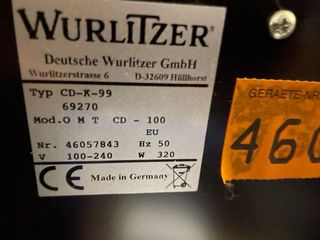 WURLITZER
Deutsche Wurlitzer GmbH
Wurlitzerstrasse 6 D-32609 Hüllhorst
Typ CD-K-99
69270
Mod. O M T CD - 100
EU
Nr. 46057843 Hz 50
V 100-240 W 320
CE Made in Germany
GERAETE-NR
460